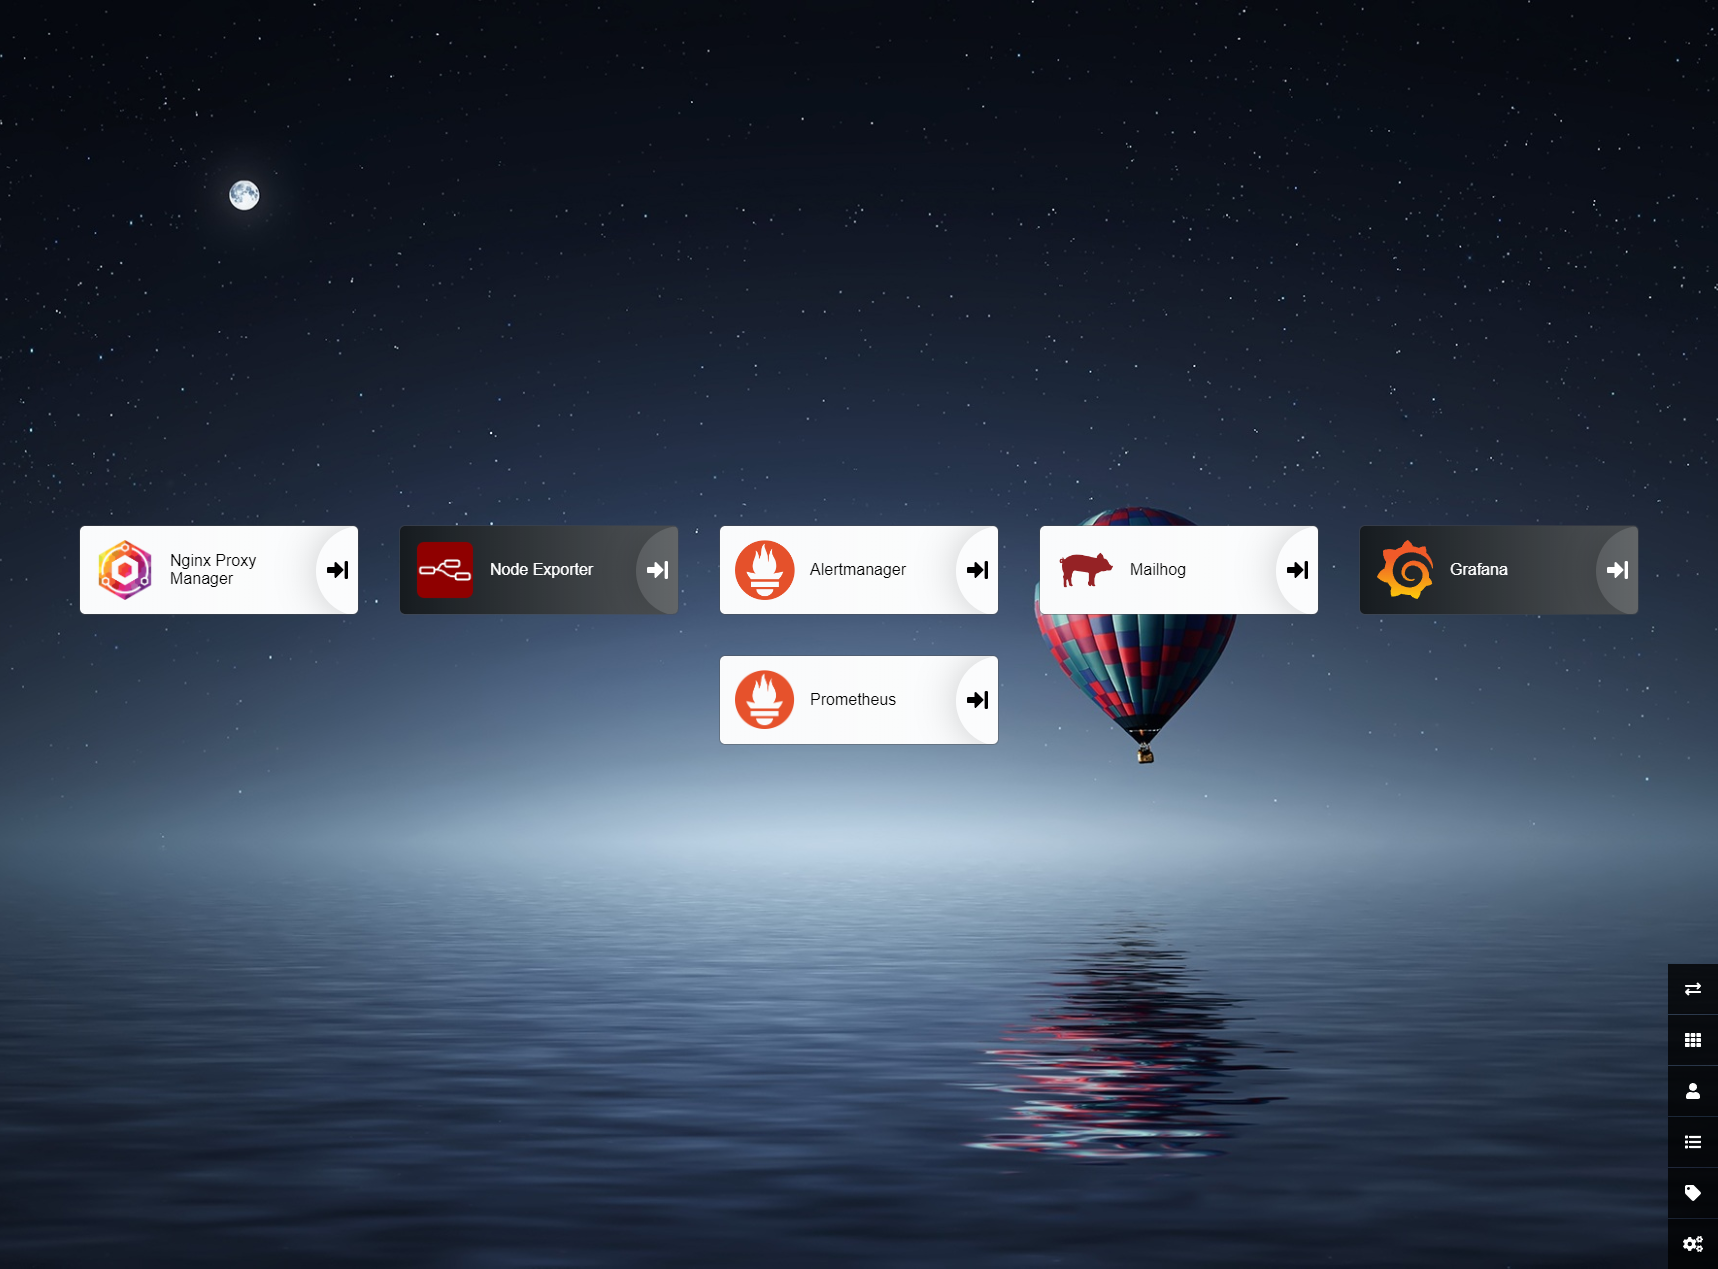 Nginx Proxy
Manager
Node Exporter
Alertmanager
Mailhog
Grafana
Prometheus